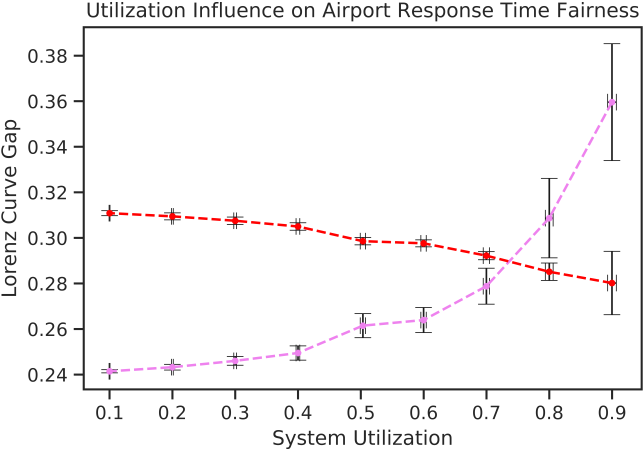 Utilization Influence on Airport Response Time Fairness
Lorenz Curve Gap
0.38
0.36
0.34
0.32
0.30
0.28
0.26
0.24
0.1 0.2 0.3 0.4 0.5 0.6 0.7 0.8 0.9
System Utilization